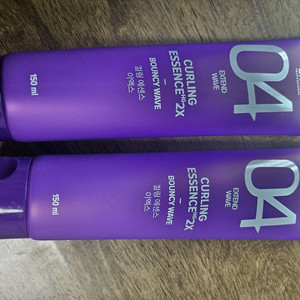 04
EXTEND
WAVE
CURLING
ESSENCE 2X
BOUNCY WAVE
컬링 에센스
이엑스
150 ml
04
EXTEND
WAVE
CURLING
ESSENCE 2X
BOUNCY WAVE
컬링 에센스
이엑스
150 ml